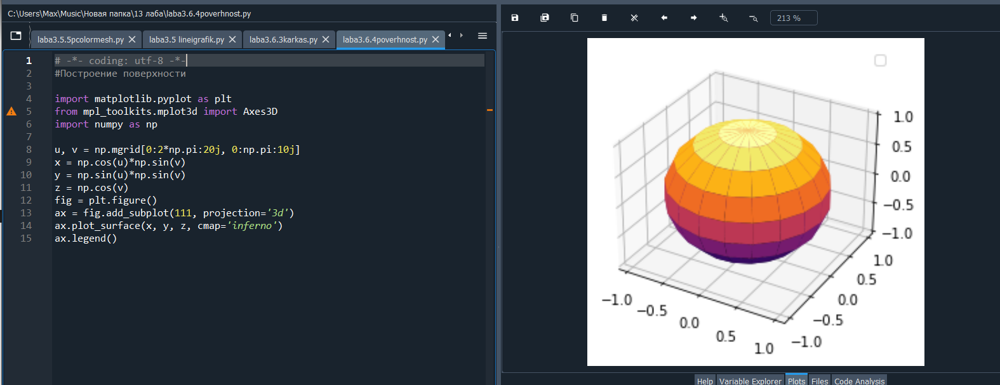 C:\Users\Max\Music\Новая папка\13 лаба\laba3.6.4poverhnost.py
laba3.5.5pcolormesh.py
laba3.5 lineigrafik.py
laba3.6.3karkas.py
laba3.6.4poverhnost.py
1 # -*- coding: utf-8 -*-
2 #Построение поверхности
3
4 import matplotlib.pyplot as plt
5 from mpl_toolkits.mplot3d import Axes3D
6 import numpy as np
7
8 u, v = np.mgrid[0:2*np.pi:20j, 0:np.pi:10j]
9 x = np.cos(u)*np.sin(v)
10 y = np.sin(u)*np.sin(v)
11 z = np.cos(v)
12 fig = plt.figure()
13 ax = fig.add_subplot(111, projection='3d')
14 ax.plot_surface(x, y, z, cmap='inferno')
15 ax.legend()
213 %
1.0
0.5
0.0
−0.5
−1.0
1.0
0.5
0.0
−0.5
−1.0
−1.0
−0.5
0.0
0.5
1.0
Help
Variable Explorer
Plots
Files
Code Analysis